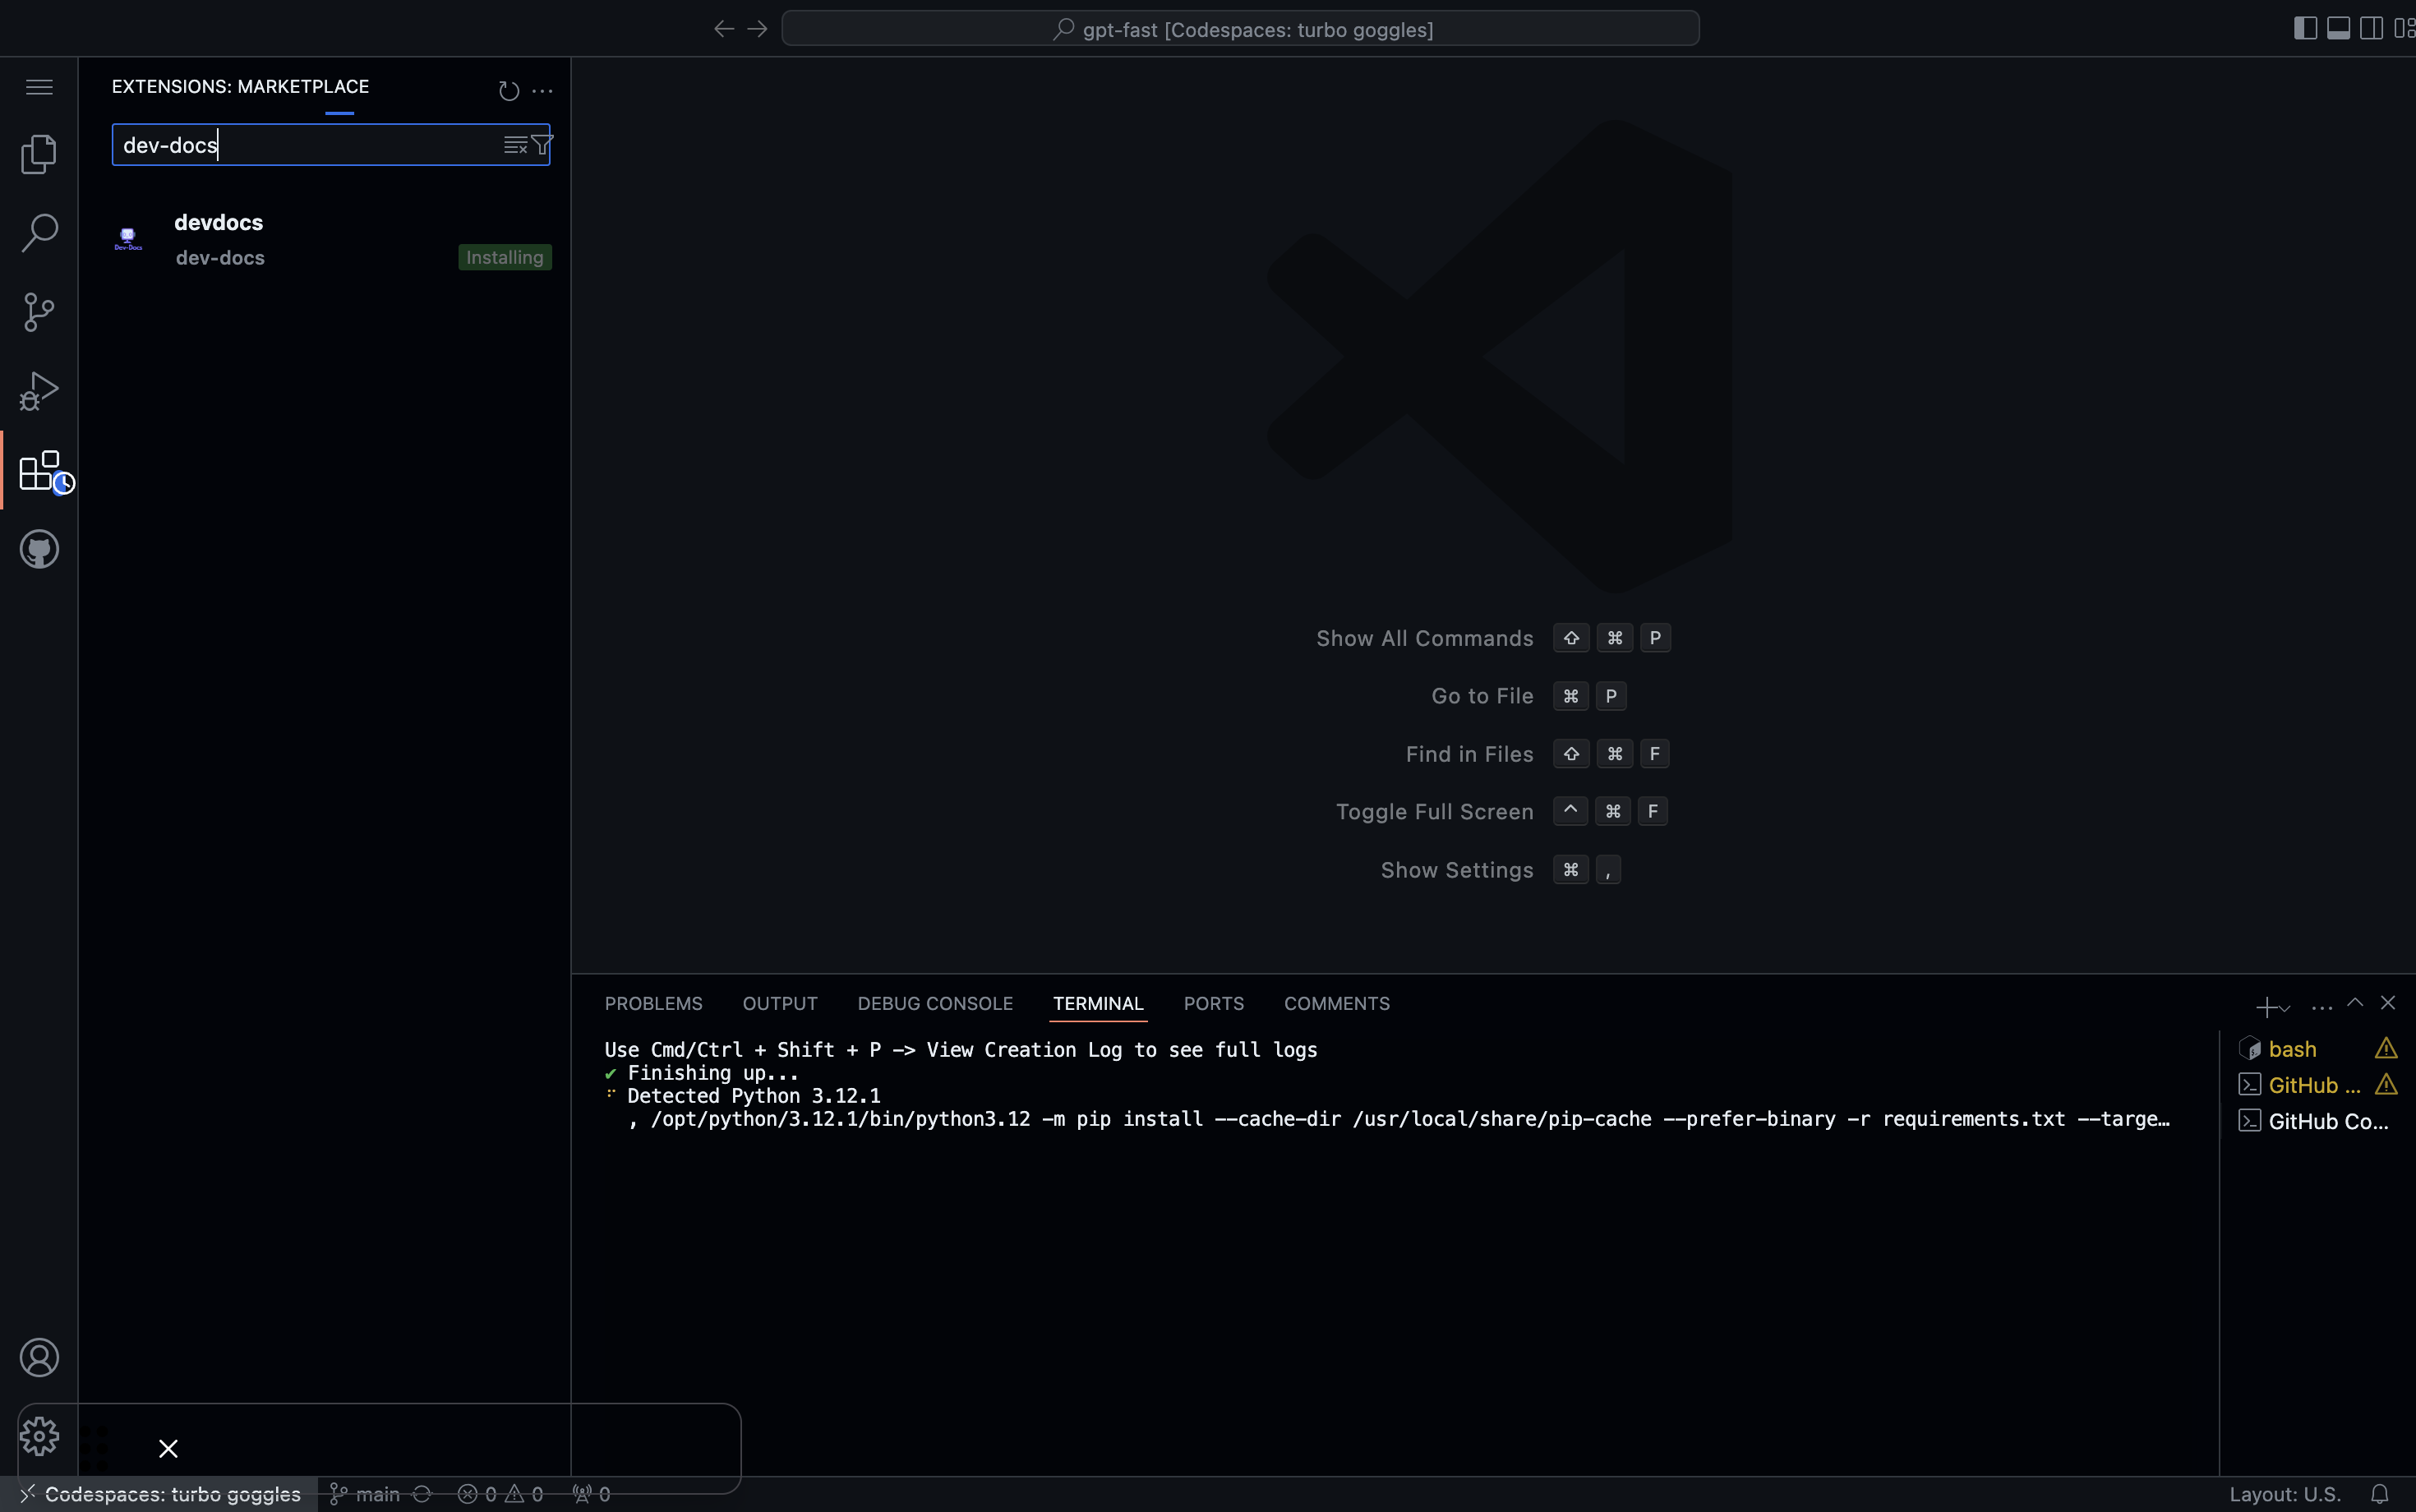 gpt-fast [Codespaces: turbo goggles]
EXTENSIONS: MARKETPLACE
dev-docs
devdocs
Dev-Docs
dev-docs
Installing
Show All Commands ⇧ ⌘ P
Go to File ⌘ P
Find in Files ⇧ ⌘ F
Toggle Full Screen ^ ⌘ F
Show Settings ⌘ ,
PROBLEMS OUTPUT DEBUG CONSOLE TERMINAL PORTS COMMENTS
Use Cmd/Ctrl + Shift + P -> View Creation Log to see full logs
✔ Finishing up...
⠋ Detected Python 3.12.1
, /opt/python/3.12.1/bin/python3.12 -m pip install --cache-dir /usr/local/share/pip-cache --prefer-binary -r requirements.txt --targe…
bash
GitHub ...
GitHub Co...
Codespaces: turbo goggles main 0 0 0 Layout: U.S.